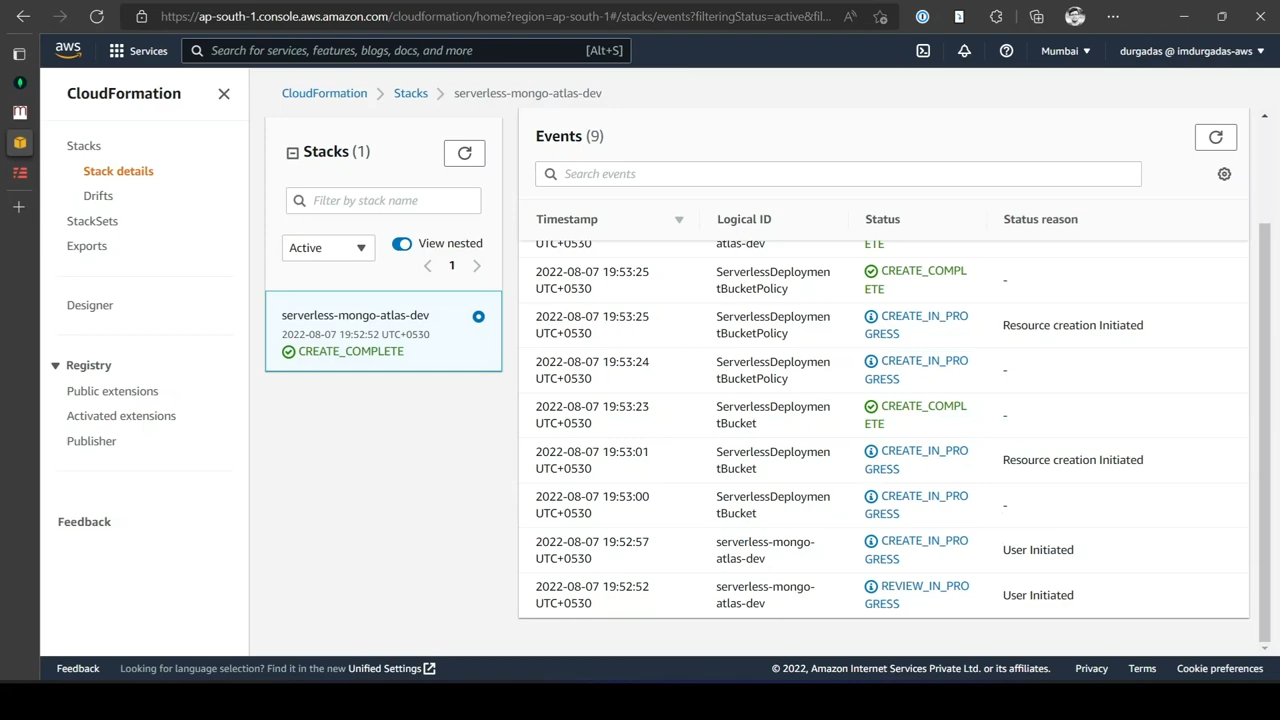 https://ap-south-1.console.aws.amazon.com/cloudformation/home?region=ap-south-1#/stacks/events?filteringStatus=active&fil...
aws
Services
Search for services, features, blogs, docs, and more
[Alt+S]
Mumbai
durgadas @ imdurgadas-aws
CloudFormation
Stacks
Stack details
Drifts
StackSets
Exports
Designer
Registry
Public extensions
Activated extensions
Publisher
Feedback
CloudFormation
Stacks
serverless-mongo-atlas-dev
Stacks (1)
Filter by stack name
Active
View nested
1
serverless-mongo-atlas-dev
2022-08-07 19:52:52 UTC+0530
CREATE_COMPLETE
Events (9)
Search events
Timestamp Logical ID Status Status reason
UTC+0530 atlas-dev ETE
2022-08-07 19:53:25 ServerlessDeploymen CREATE_COMPL
UTC+0530 tBucketPolicy ETE -
2022-08-07 19:53:25 ServerlessDeploymen CREATE_IN_PRO
UTC+0530 tBucketPolicy GRESS Resource creation Initiated
2022-08-07 19:53:24 ServerlessDeploymen CREATE_IN_PRO
UTC+0530 tBucketPolicy GRESS -
2022-08-07 19:53:23 ServerlessDeploymen CREATE_COMPL
UTC+0530 tBucket ETE -
2022-08-07 19:53:01 ServerlessDeploymen CREATE_IN_PRO
UTC+0530 tBucket GRESS Resource creation Initiated
2022-08-07 19:53:00 ServerlessDeploymen CREATE_IN_PRO
UTC+0530 tBucket GRESS -
2022-08-07 19:52:57 serverless-mongo- CREATE_IN_PRO
UTC+0530 atlas-dev GRESS User Initiated
2022-08-07 19:52:52 serverless-mongo- REVIEW_IN_PRO
UTC+0530 atlas-dev GRESS User Initiated
Feedback
Looking for language selection? Find it in the new Unified Settings
© 2022, Amazon Internet Services Private Ltd. or its affiliates.
Privacy
Terms
Cookie preferences